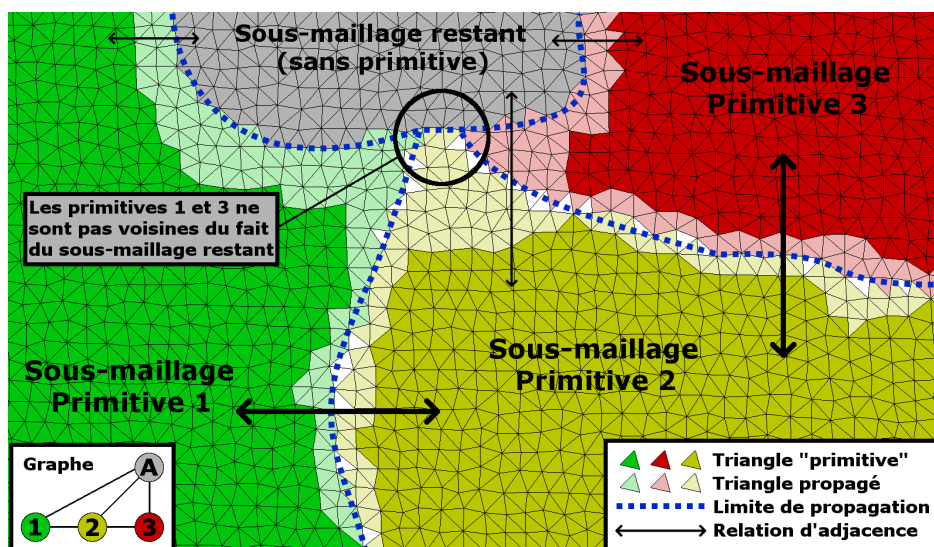 Sous-maillage restant
(sans primitive)
Sous-maillage
Primitive 3
Les primitives 1 et 3 ne
sont pas voisines du fait
du sous-maillage restant
Sous-maillage
Primitive 2
Sous-maillage
Primitive 1
Graphe
A
1
2
3
Triangle "primitive"
Triangle propagé
Limite de propagation
Relation d'adjacence